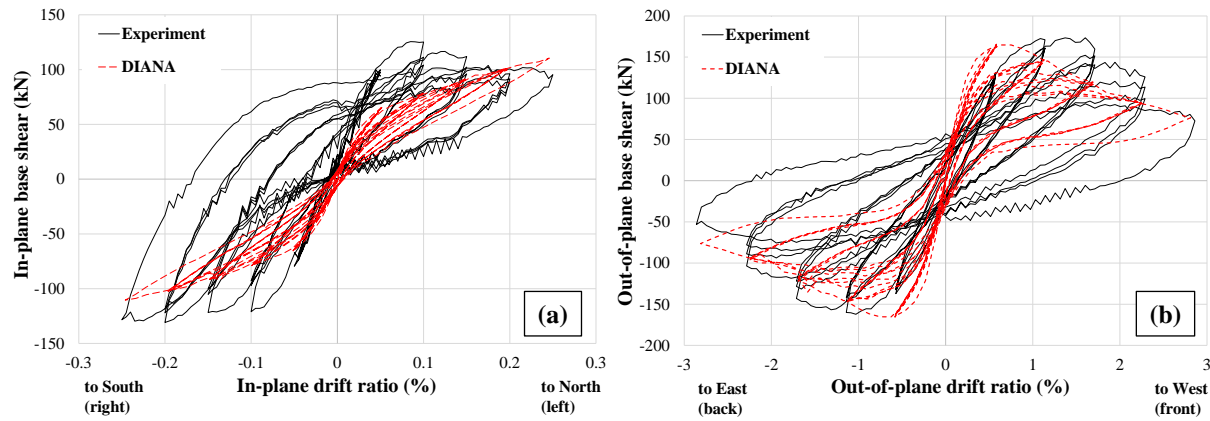 150
100
50
0
-50
-100
-150
In-plane base shear (kN)
Experiment
DIANA
(a)
-0.3
-0.2
-0.1
0
0.1
0.2
0.3
to South
(right)
In-plane drift ratio (%)
to North
(left)
200
150
100
50
0
-50
-100
-150
-200
Out-of-plane base shear (kN)
Experiment
DIANA
(b)
-3
-2
-1
0
1
2
3
to East
(back)
Out-of-plane drift ratio (%)
to West
(front)